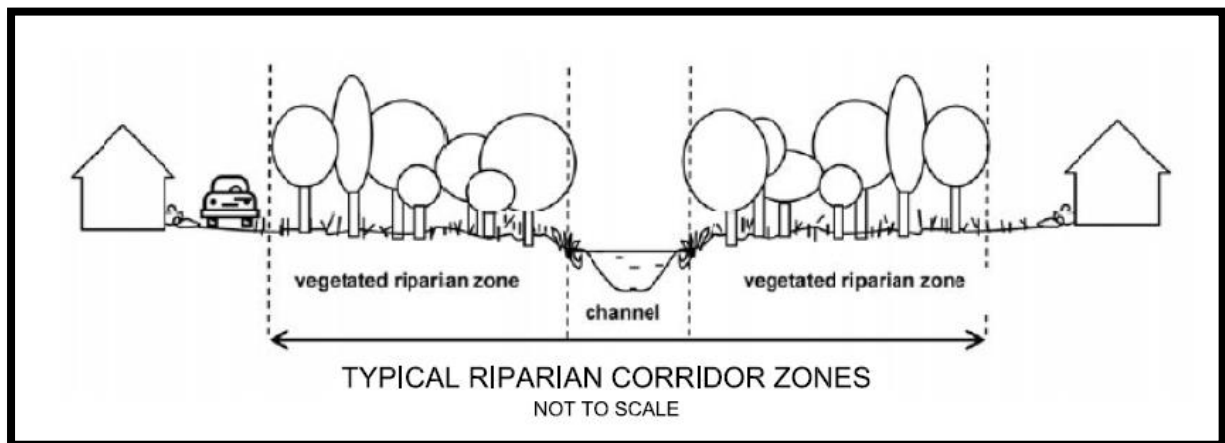 vegetated riparian zone
vegetated riparian zone
channel
TYPICAL RIPARIAN CORRIDOR ZONES
NOT TO SCALE